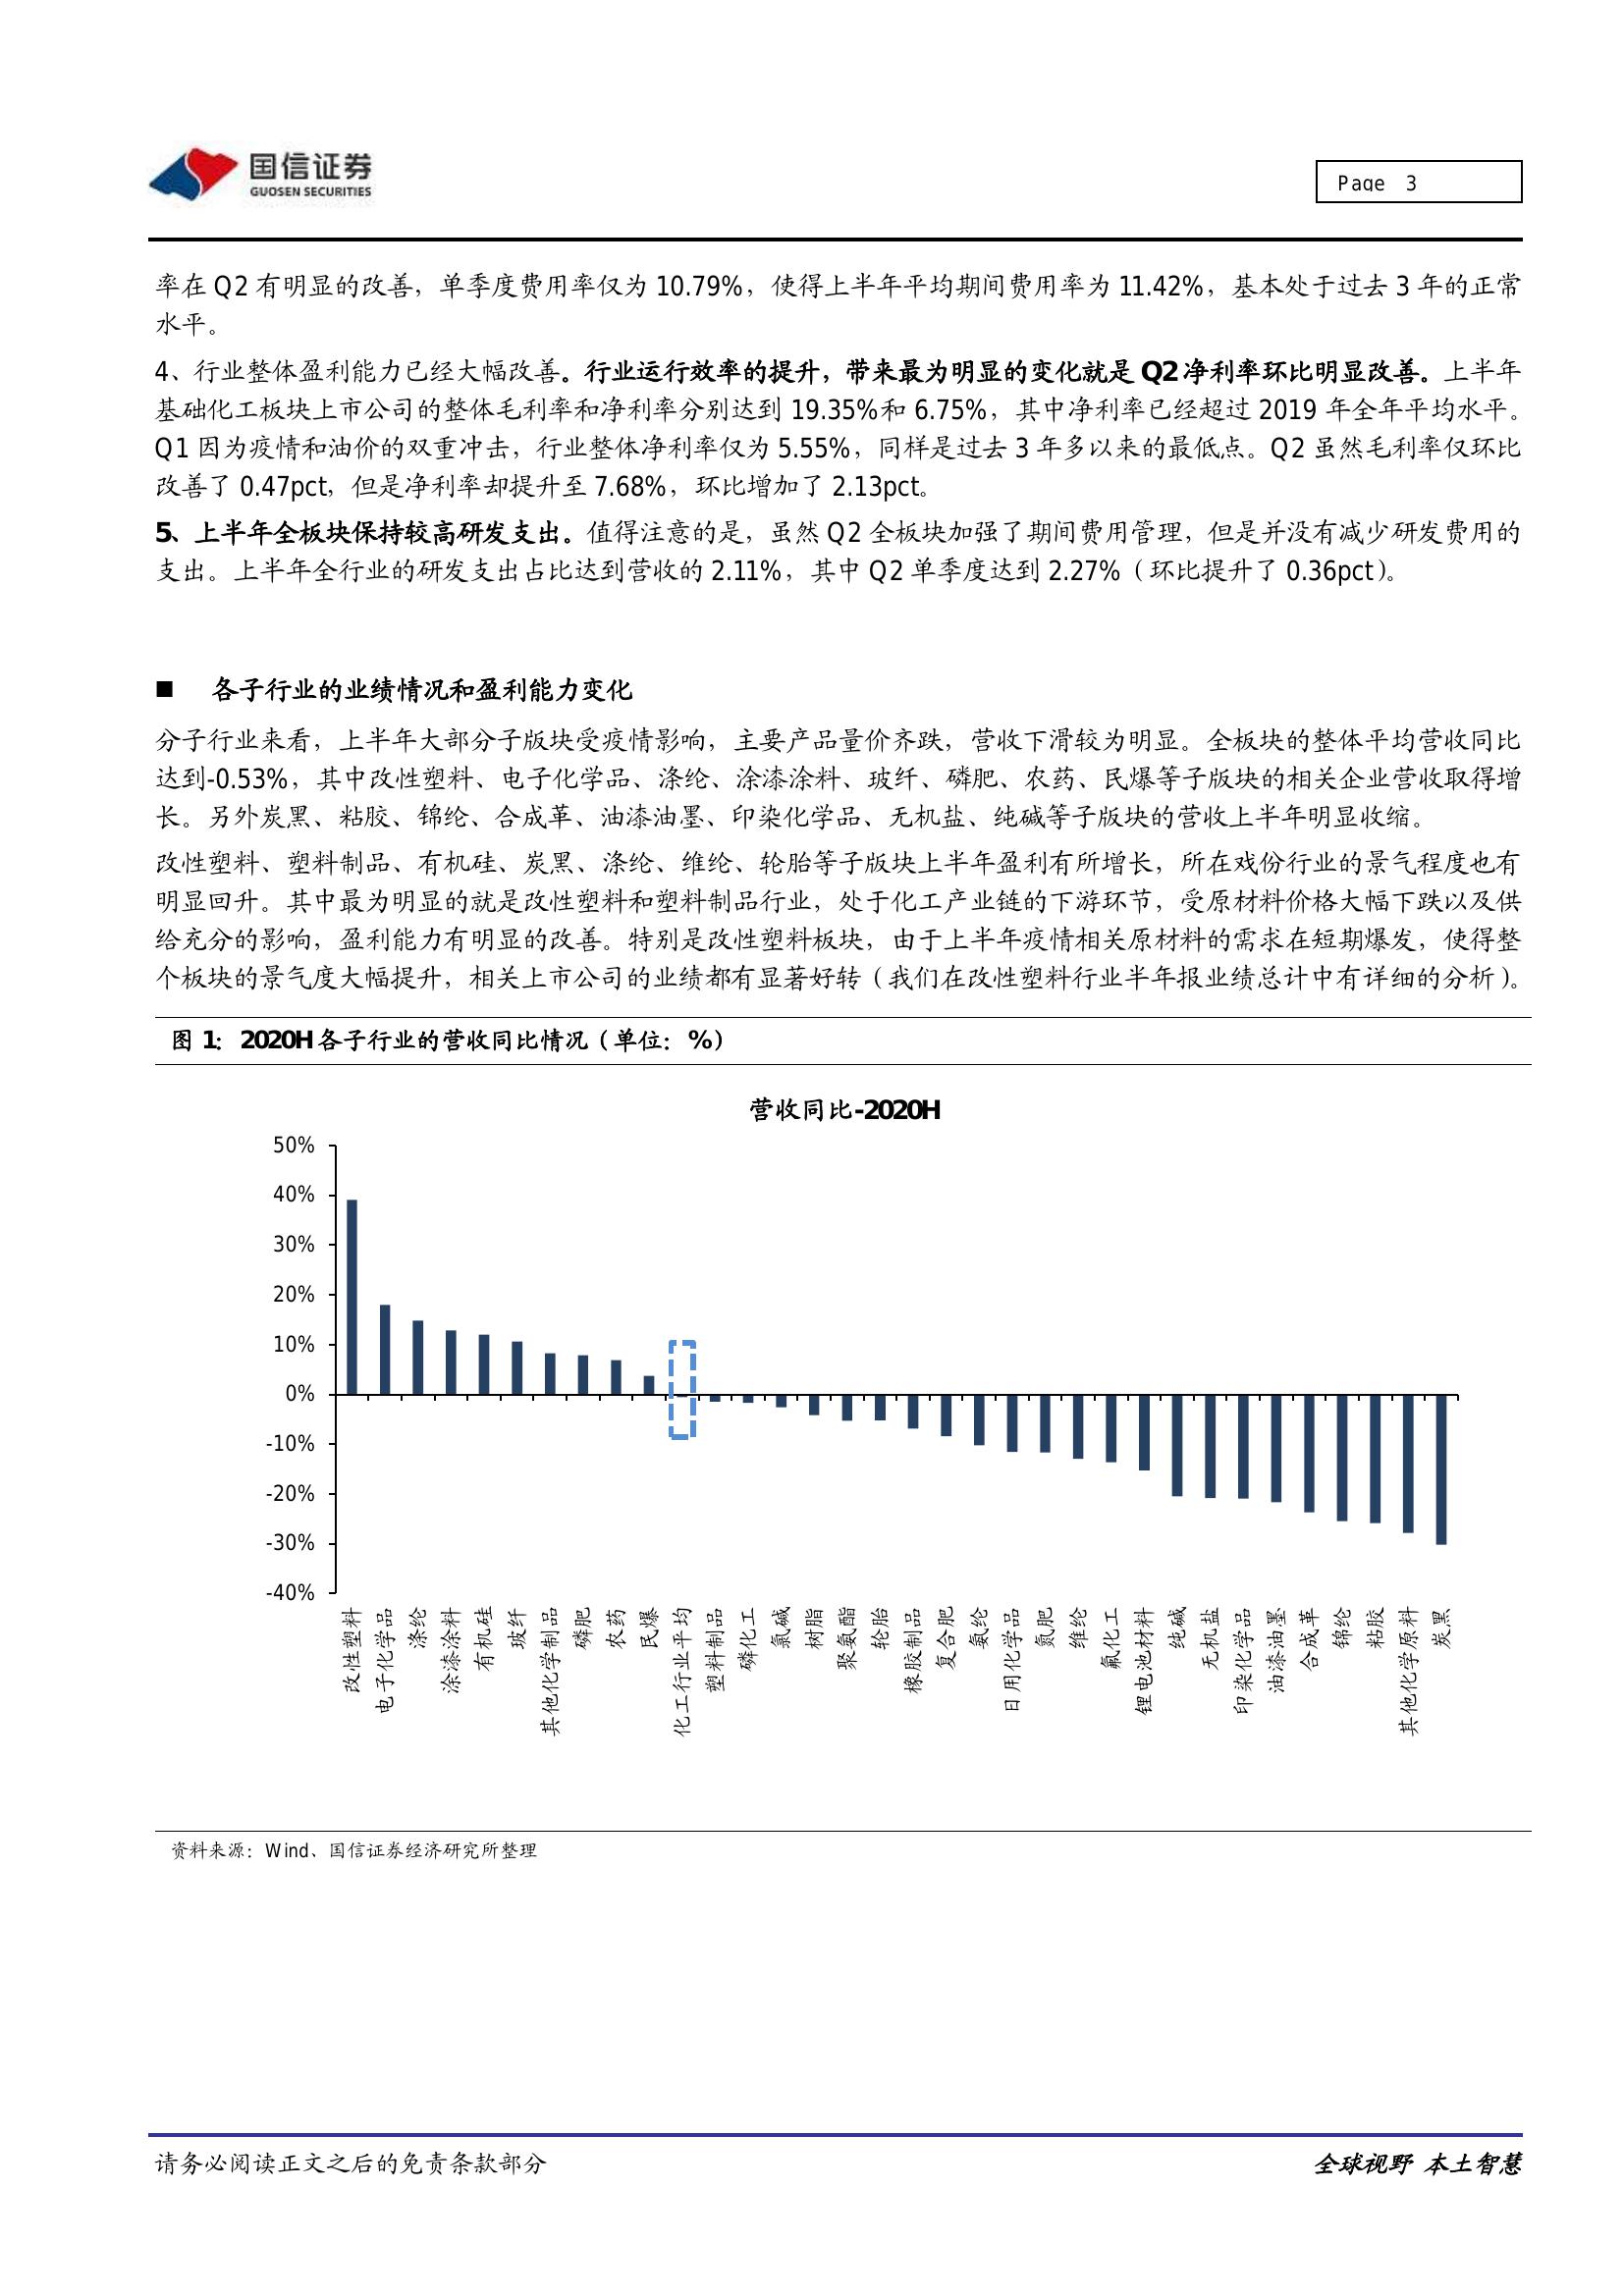 国信证券
GUOSEN SECURITIES
Page 3
率在 Q2 有明显的改善，单季度费用率仅为 10.79%，使得上半年平均期间费用率为 11.42%，基本处于过去 3 年的正常
水平。
4、行业整体盈利能力已经大幅改善。行业运行效率的提升，带来最为明显的变化就是 Q2 净利率环比明显改善。上半年
基础化工板块上市公司的整体毛利率和净利率分别达到 19.35%和 6.75%，其中净利率已经超过 2019 年全年平均水平。
Q1 因为疫情和油价的双重冲击，行业整体净利率仅为 5.55%，同样是过去 3 年多以来的最低点。Q2 虽然毛利率仅环比
改善了 0.47pct，但是净利率却提升至 7.68%，环比增加了 2.13pct。
5、上半年全板块保持较高研发支出。值得注意的是，虽然 Q2 全板块加强了期间费用管理，但是并没有减少研发费用的
支出。上半年全行业的研发支出占比达到营收的 2.11%，其中 Q2 单季度达到 2.27%（环比提升了 0.36pct）。
■ 各子行业的业绩情况和盈利能力变化
分子行业来看，上半年大部分子版块受疫情影响，主要产品量价齐跌，营收下滑较为明显。全板块的整体平均营收同比
达到-0.53%，其中改性塑料、电子化学品、涤纶、涂漆涂料、玻纤、磷肥、农药、民爆等子版块的相关企业营收取得增
长。另外炭黑、粘胶、锦纶、合成革、油漆油墨、印染化学品、无机盐、纯碱等子版块的营收上半年明显收缩。
改性塑料、塑料制品、有机硅、炭黑、涤纶、维纶、轮胎等子版块上半年盈利有所增长，所在戏份行业的景气程度也有
明显回升。其中最为明显的就是改性塑料和塑料制品行业，处于化工产业链的下游环节，受原材料价格大幅下跌以及供
给充分的影响，盈利能力有明显的改善。特别是改性塑料板块，由于上半年疫情相关原材料的需求在短期爆发，使得整
个板块的景气度大幅提升，相关上市公司的业绩都有显著好转（我们在改性塑料行业半年报业绩总计中有详细的分析）。
图 1：2020H 各子行业的营收同比情况（单位：%）
营收同比-2020H
50%
40%
30%
20%
10%
0%
-10%
-20%
-30%
-40%
改性塑料
电子化学品
涤纶
涂漆涂料
有机硅
玻纤
其他化学制品
磷肥
农药
民爆
化工行业平均
塑料制品
磷化工
氯碱
树脂
聚氨酯
轮胎
橡胶制品
复合肥
氨纶
日用化学品
氮肥
维纶
氟化工
锂电池材料
纯碱
无机盐
印染化学品
油漆油墨
合成革
锦纶
粘胶
其他化学原料
炭黑
资料来源：Wind、国信证券经济研究所整理
请务必阅读正文之后的免责条款部分
全球视野 本土智慧